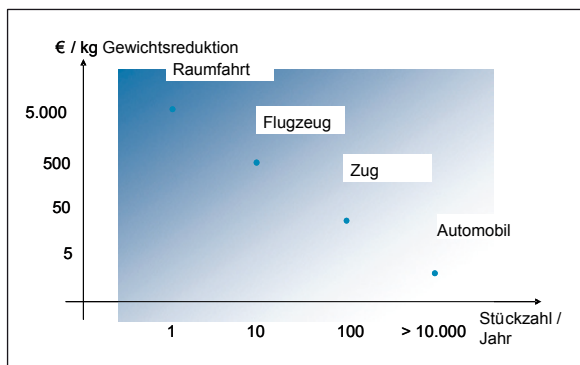 € / kg Gewichtsreduktion
Raumfahrt
5.000
Flugzeug
500
Zug
50
Automobil
5
1 10 100 > 10.000
Stückzahl /
Jahr